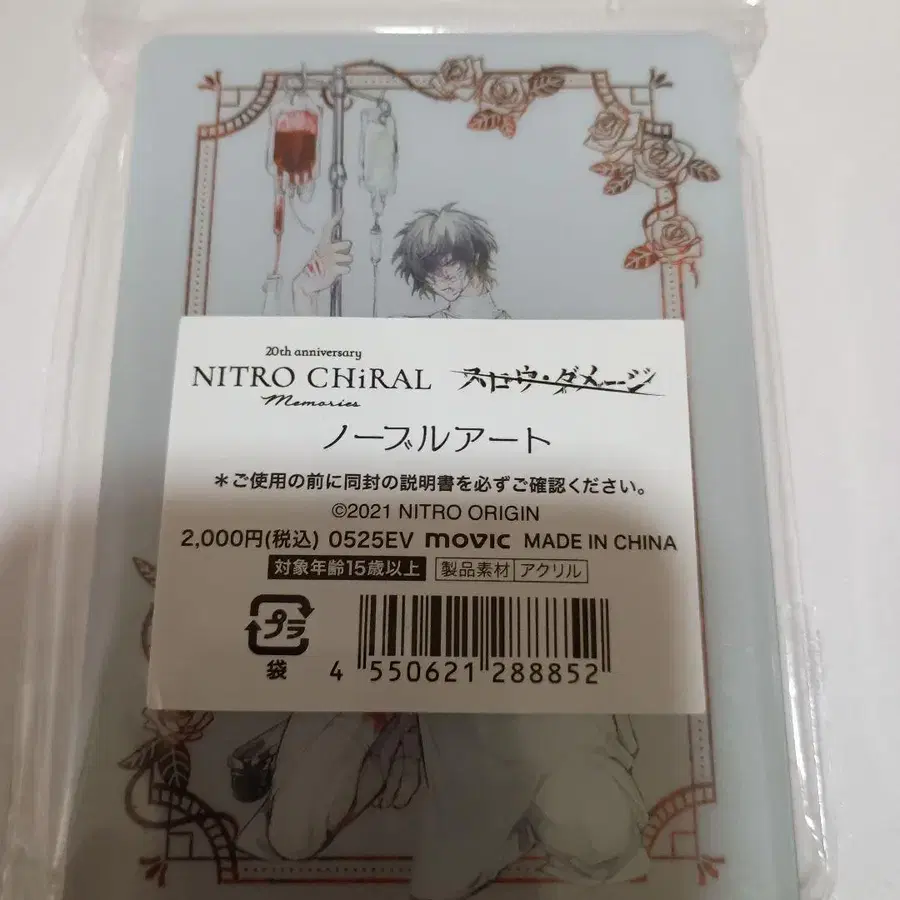 20th anniversary
NITRO CHiRAL スロウ・ダメージ
Memories
ノーブルアート
＊ご使用の前に同封の説明書を必ずご確認ください。
©2021 NITRO ORIGIN
2,000円(税込) 0525EV movic MADE IN CHINA
対象年齢15歳以上 製品素材 アクリル
プラ
袋
4 550621 288852